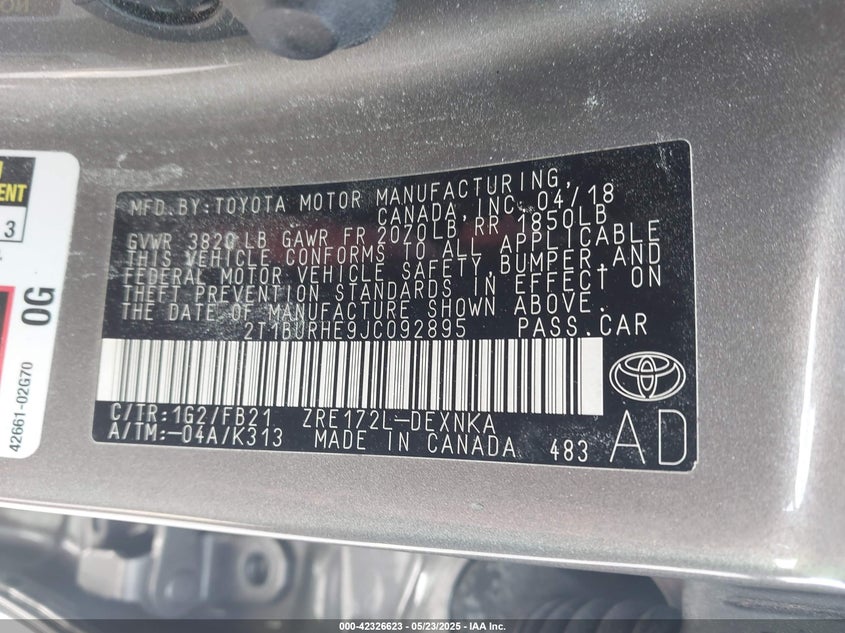 MFD. BY: TOYOTA MOTOR MANUFACTURING,
CANADA, INC. 04/18
GVWR 3820 LB GAWR FR 2070LB RR 1850LB
THIS VEHICLE CONFORMS TO ALL APPLICABLE
FEDERAL MOTOR VEHICLE SAFETY, BUMPER AND
THEFT PREVENTION STANDARDS IN EFFECT ON
THE DATE OF MANUFACTURE SHOWN ABOVE.
2T1BURHE9JC092895 PASS. CAR
C/TR: 1G2/FB21 ZRE172L-DEXNKA
A/TM: -04A/K313 MADE IN CANADA 483
AD
3
0G
42661-02G70
000-42326623 - 05/23/2025 - IAA Inc.